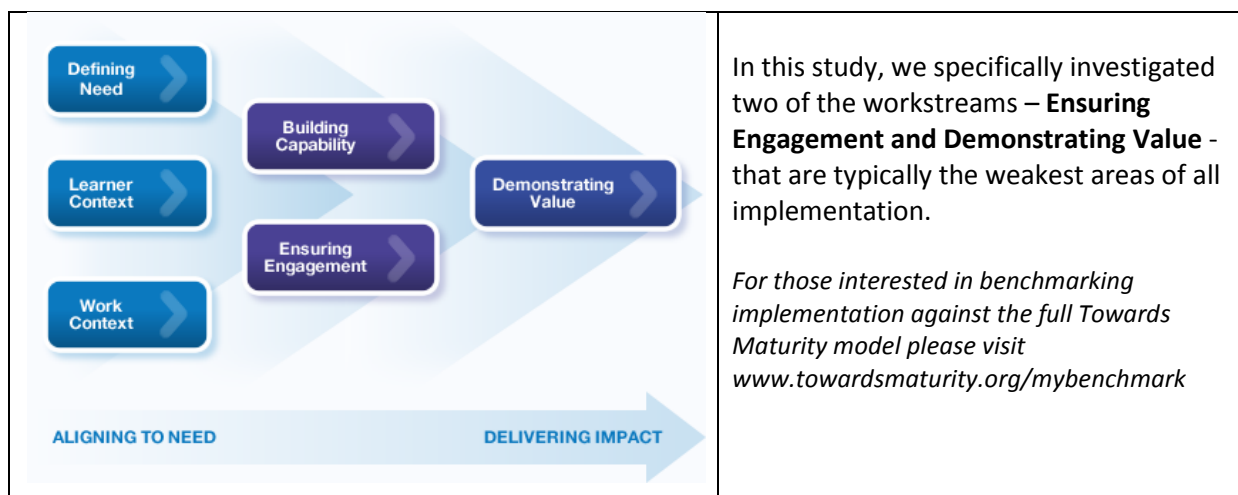 Defining
Need
Learner
Context
Work
Context
Building
Capability
Ensuring
Engagement
Demonstrating
Value
ALIGNING TO NEED
DELIVERING IMPACT
In this study, we specifically investigated
two of the workstreams – Ensuring
Engagement and Demonstrating Value -
that are typically the weakest areas of all
implementation.
For those interested in benchmarking
implementation against the full Towards
Maturity model please visit
www.towardsmaturity.org/mybenchmark